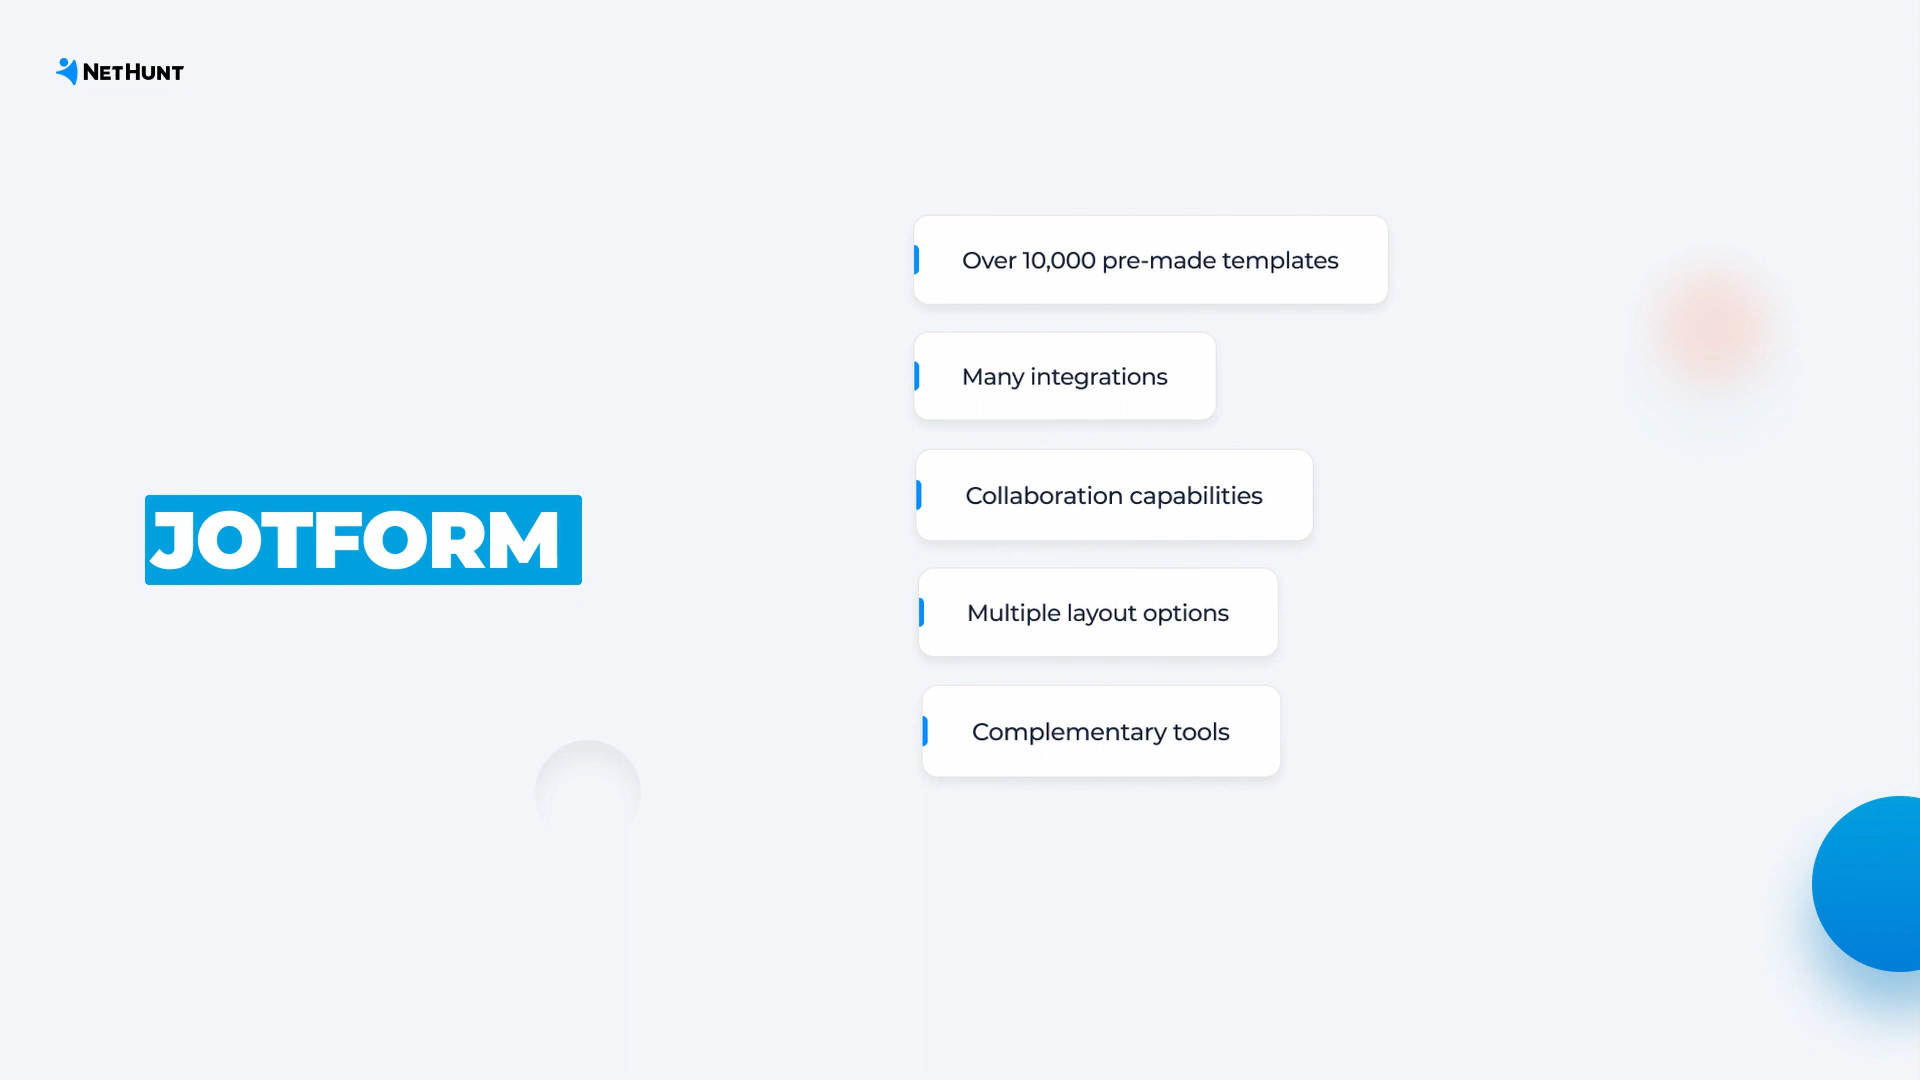 NETHUNT
JOTFORM
Over 10,000 pre-made templates
Many integrations
Collaboration capabilities
Multiple layout options
Complementary tools